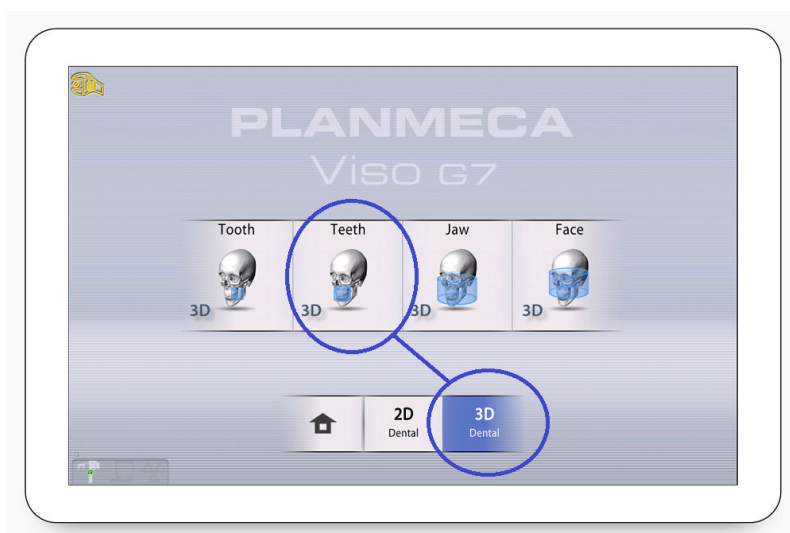 PLANMECA
Viso G7
Tooth
Teeth
Jaw
Face
3D
3D
3D
3D
2D
Dental
3D
Dental